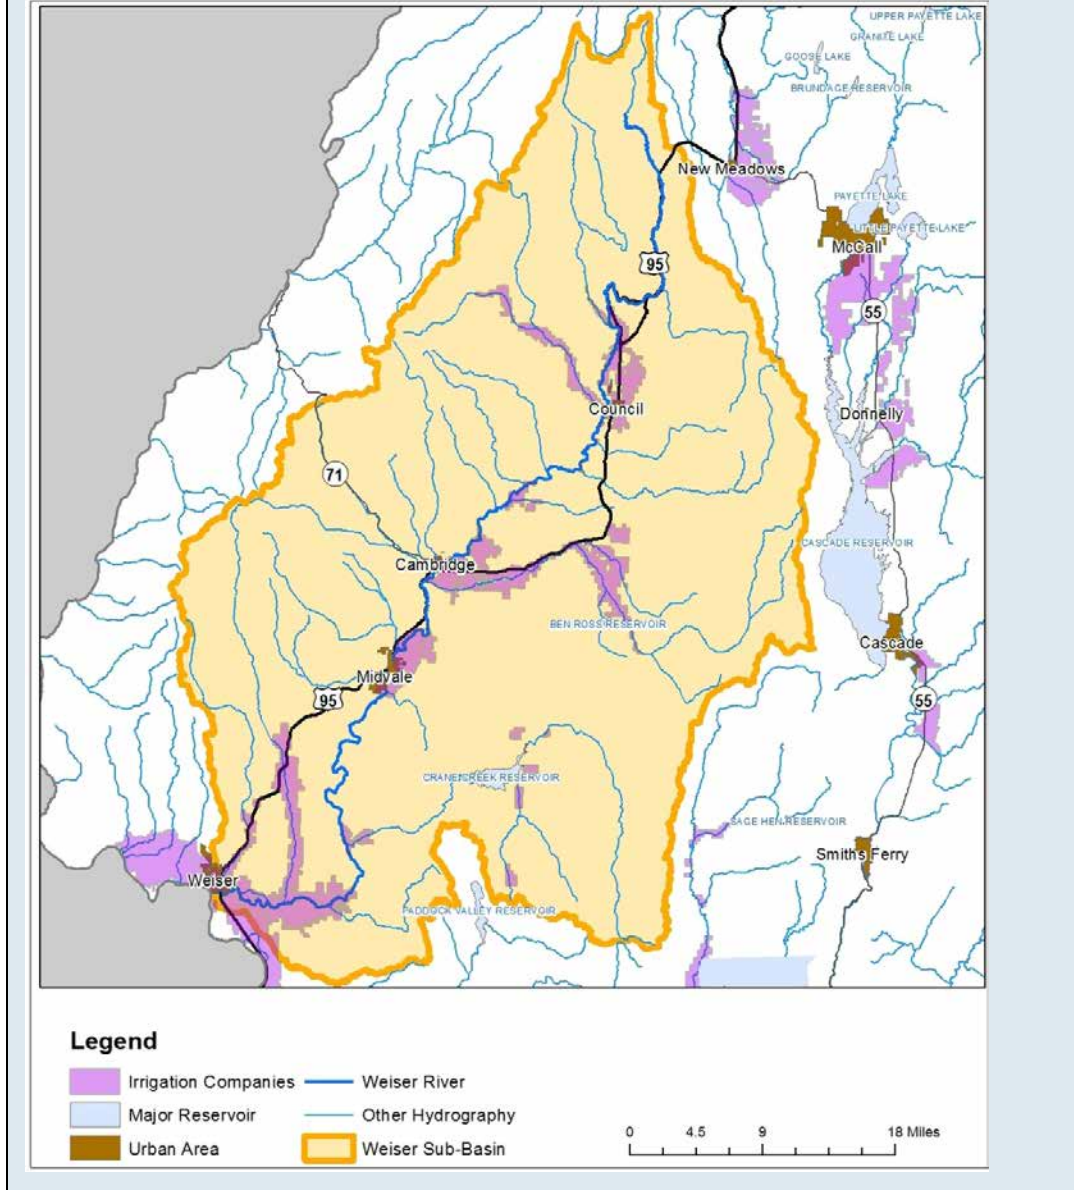 UPPER PAYETTE LAKE
GRANITE LAKE
GOOSE LAKE
BRUNDAGE RESERVOIR
New Meadows
PAYETTE LAKE
LITTLE PAYETTE LAKE
McCall
95
55
Council
Donnelly
71
CASCADE RESERVOIR
Cambridge
BEN ROSS RESERVOIR
Cascade
Midvale
95
55
CRANE CREEK RESERVOIR
SAGE HEN RESERVOIR
Smiths Ferry
Weiser
PADDOCK VALLEY RESERVOIR
Legend
Irrigation Companies
Weiser River
Major Reservoir
Other Hydrography
Urban Area
Weiser Sub-Basin
0 4.5 9 18 Miles